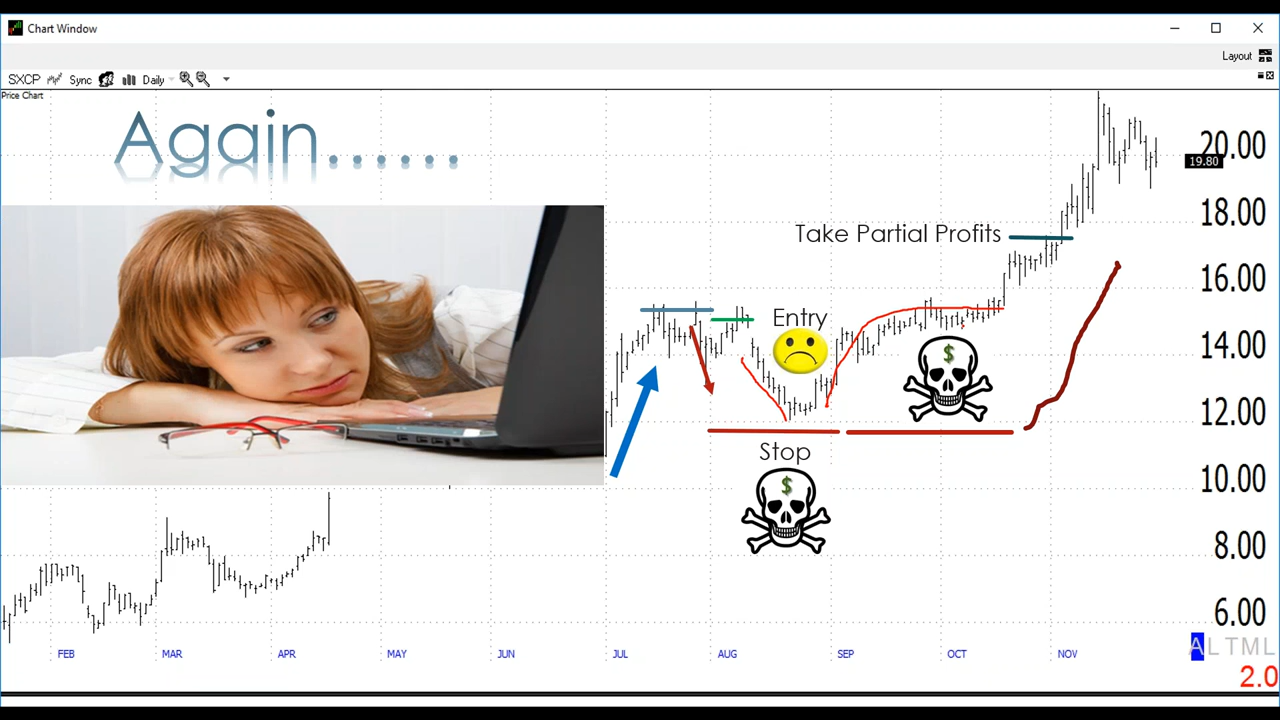 Chart Window
Layout
SXCP Sync Daily
Price Chart
Again......
20.00
19.80
18.00
Take Partial Profits
16.00
Entry
14.00
$
12.00
Stop
$
10.00
8.00
6.00
FEB MAR APR MAY JUN JUL AUG SEP OCT NOV
ALTML
2.0